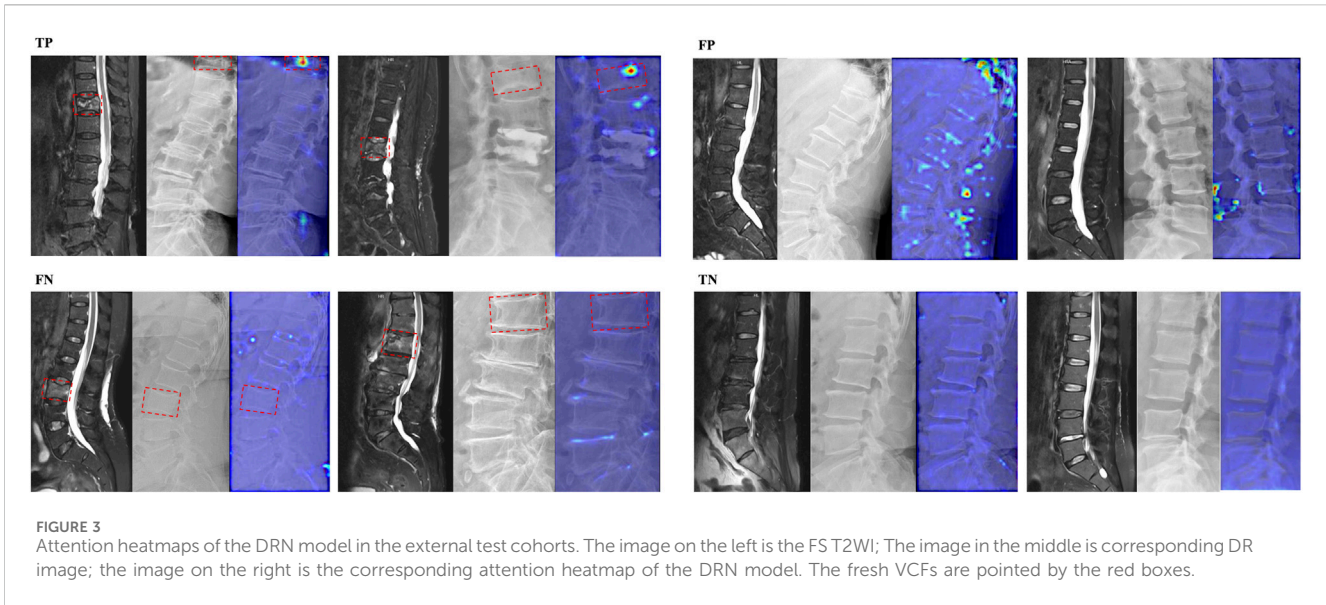 TP
FP
FN
TN
FIGURE 3
Attention heatmaps of the DRN model in the external test cohorts. The image on the left is the FS T2WI; The image in the middle is corresponding DR
image; the image on the right is the corresponding attention heatmap of the DRN model. The fresh VCFs are pointed by the red boxes.